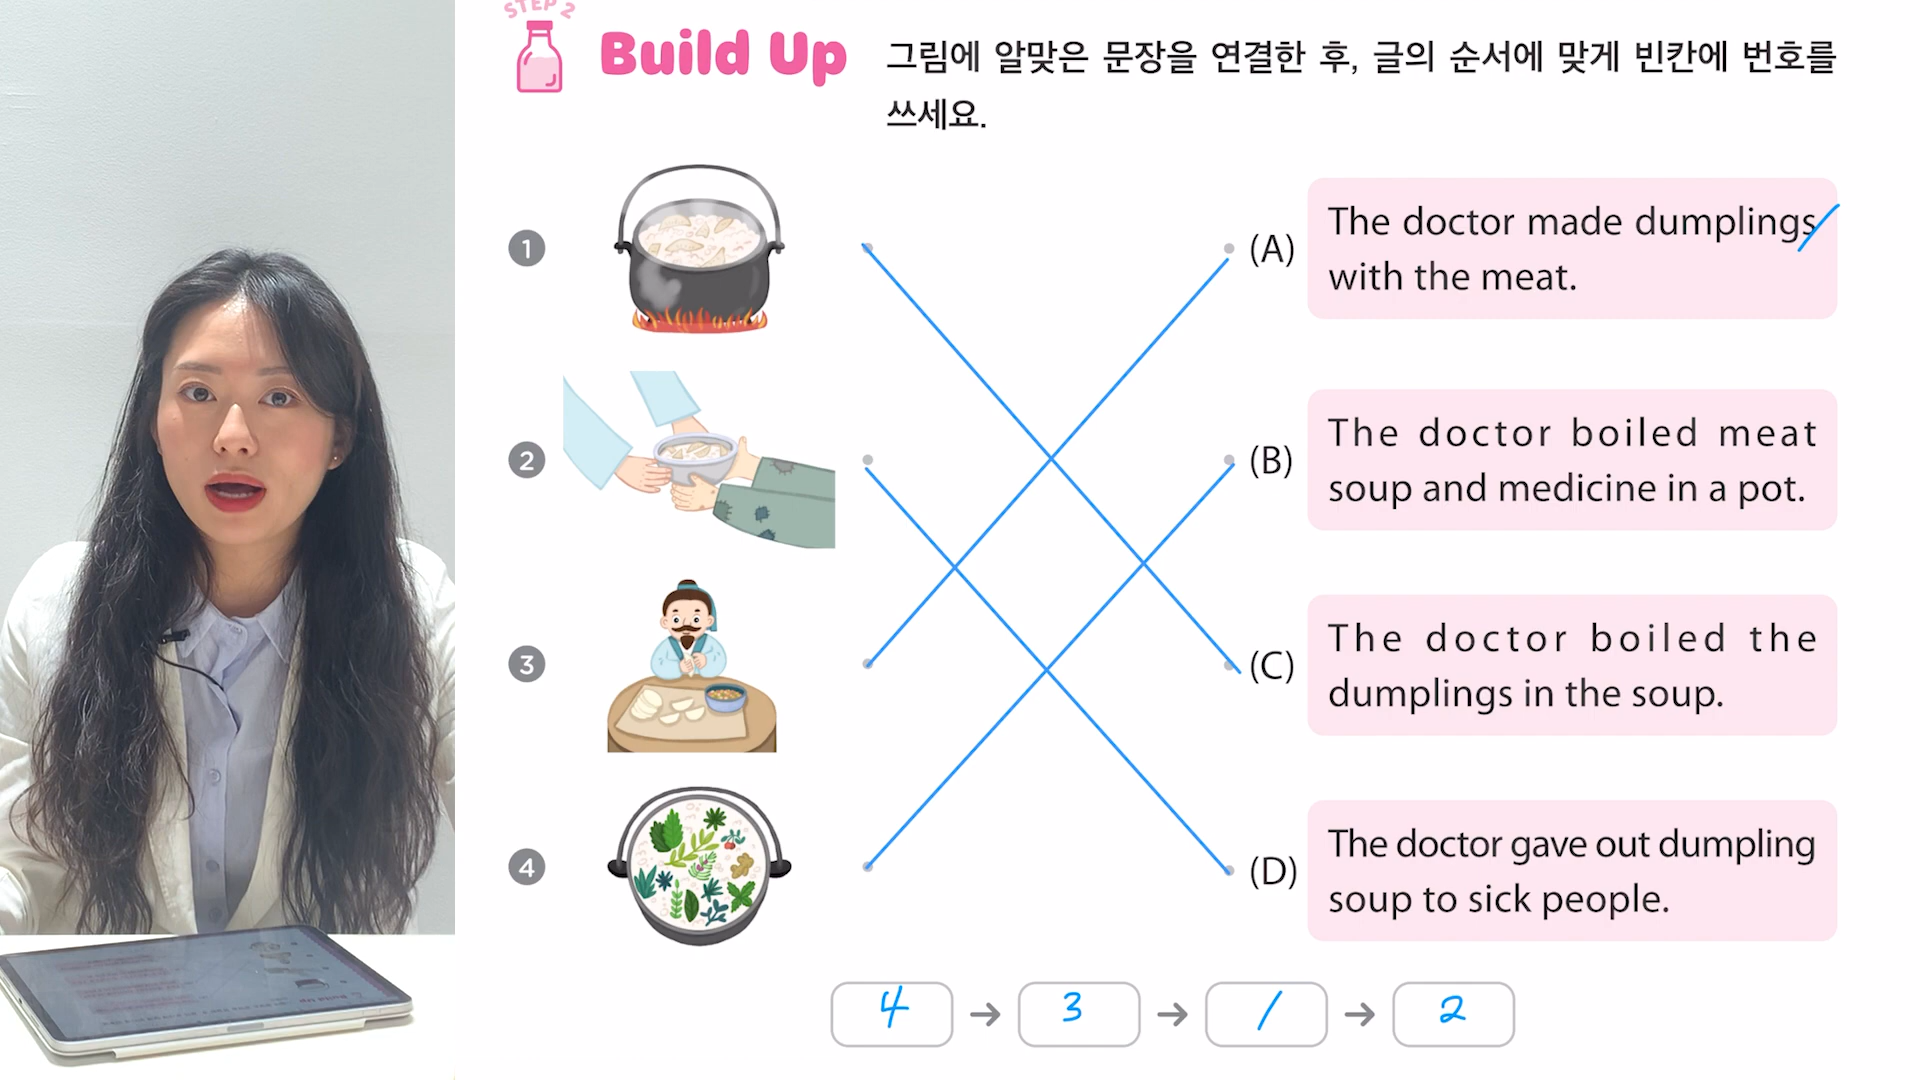 STEP 2
Build Up
그림에 알맞은 문장을 연결한 후, 글의 순서에 맞게 빈칸에 번호를
쓰세요.
1
(A)
The doctor made dumplings
with the meat.
2
(B)
The doctor boiled meat
soup and medicine in a pot.
3
(C)
The doctor boiled the
dumplings in the soup.
4
(D)
The doctor gave out dumpling
soup to sick people.
4 → 3 → 1 → 2